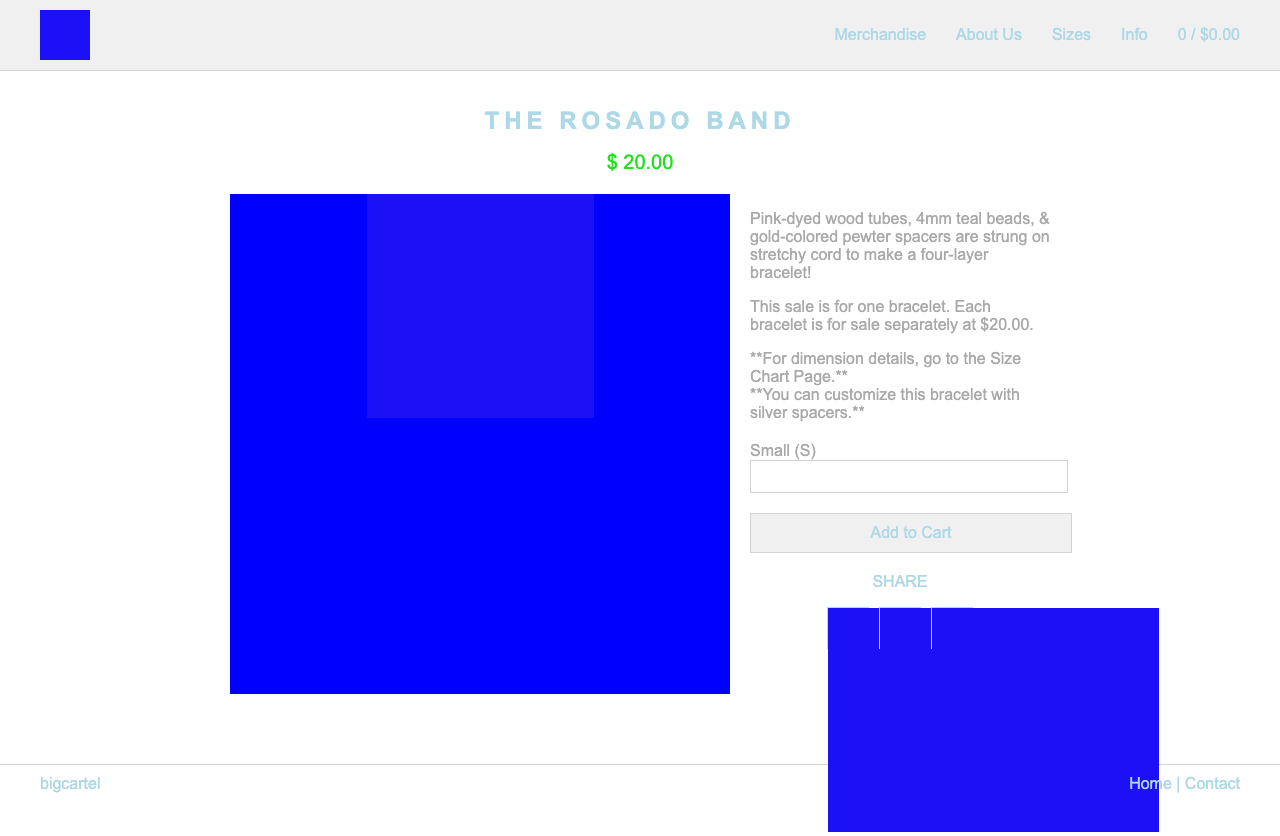 Merchandise About Us Sizes Info 0 / $0.00
THE ROSADO BAND
$ 20.00
Pink-dyed wood tubes, 4mm teal beads, &
gold-colored pewter spacers are strung on
stretchy cord to make a four-layer
bracelet!
This sale is for one bracelet. Each
bracelet is for sale separately at $20.00.
**For dimension details, go to the Size
Chart Page.**
**You can customize this bracelet with
silver spacers.**
Small (S)
Add to Cart
SHARE
bigcartel
Home | Contact